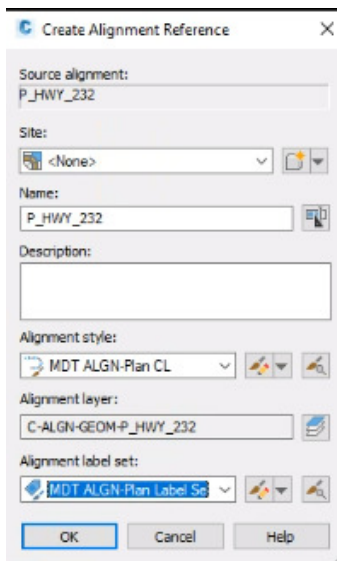 Create Alignment Reference
Source alignment:
P_HWY_232
Site:
<None>
Name:
P_HWY_232
Description:
Alignment style:
MDT ALGN-Plan CL
Alignment layer:
C-ALGN-GEOM-P_HWY_232
Alignment label set:
MDT ALGN-Plan Label Se
OK Cancel Help